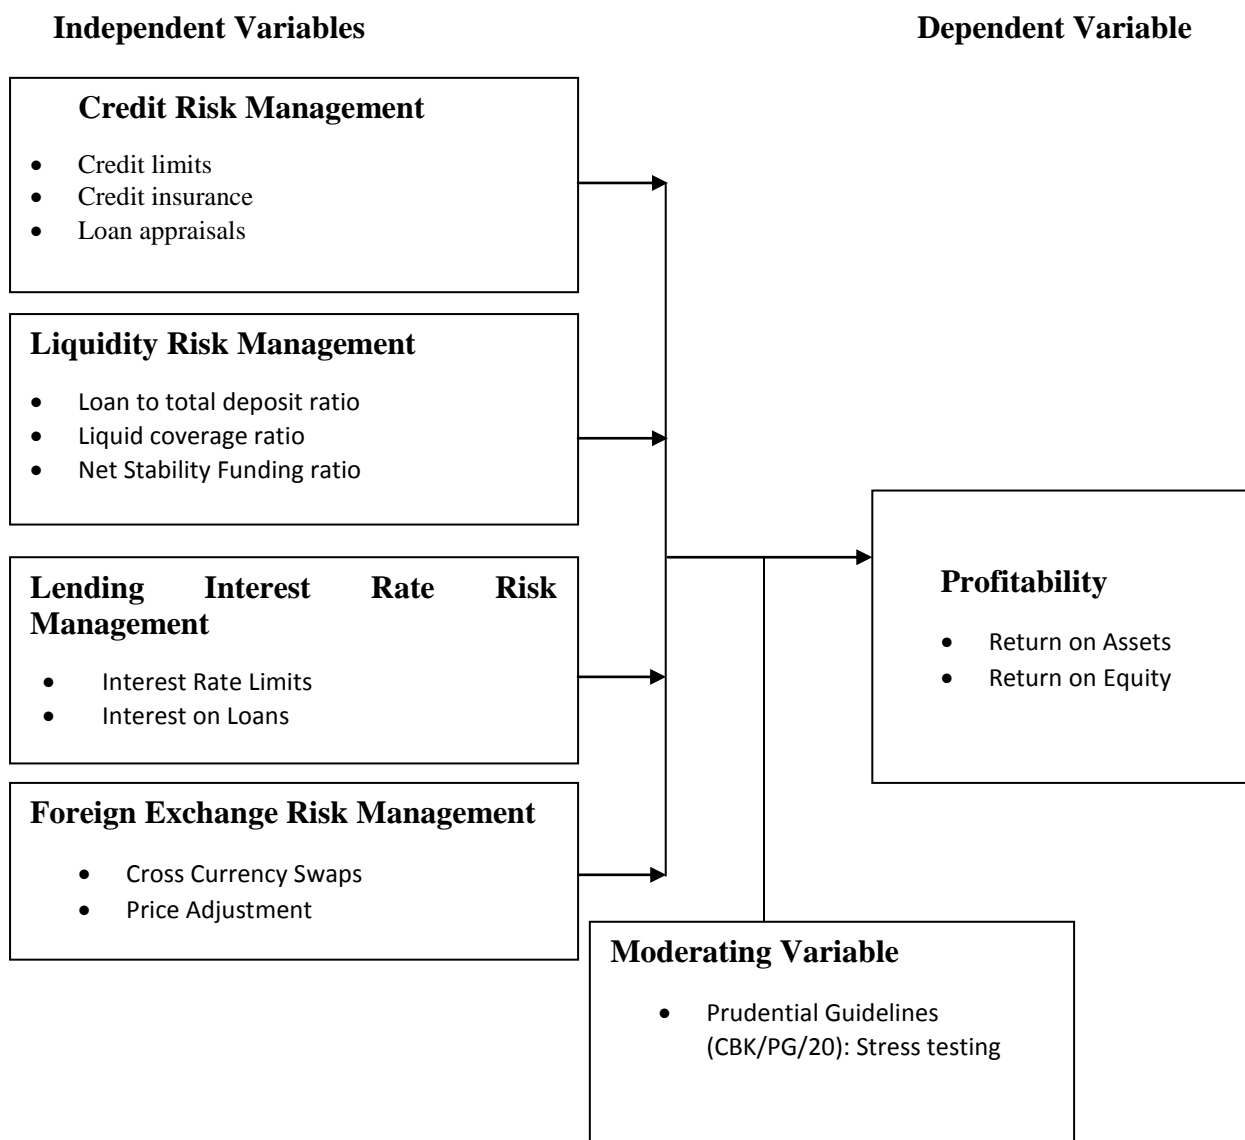 Independent Variables
Dependent Variable
Credit Risk Management
• Credit limits
• Credit insurance
• Loan appraisals
Liquidity Risk Management
• Loan to total deposit ratio
• Liquid coverage ratio
• Net Stability Funding ratio
Lending Interest Rate Risk
Management
• Interest Rate Limits
• Interest on Loans
Foreign Exchange Risk Management
• Cross Currency Swaps
• Price Adjustment
Moderating Variable
• Prudential Guidelines
(CBK/PG/20): Stress testing
Profitability
• Return on Assets
• Return on Equity